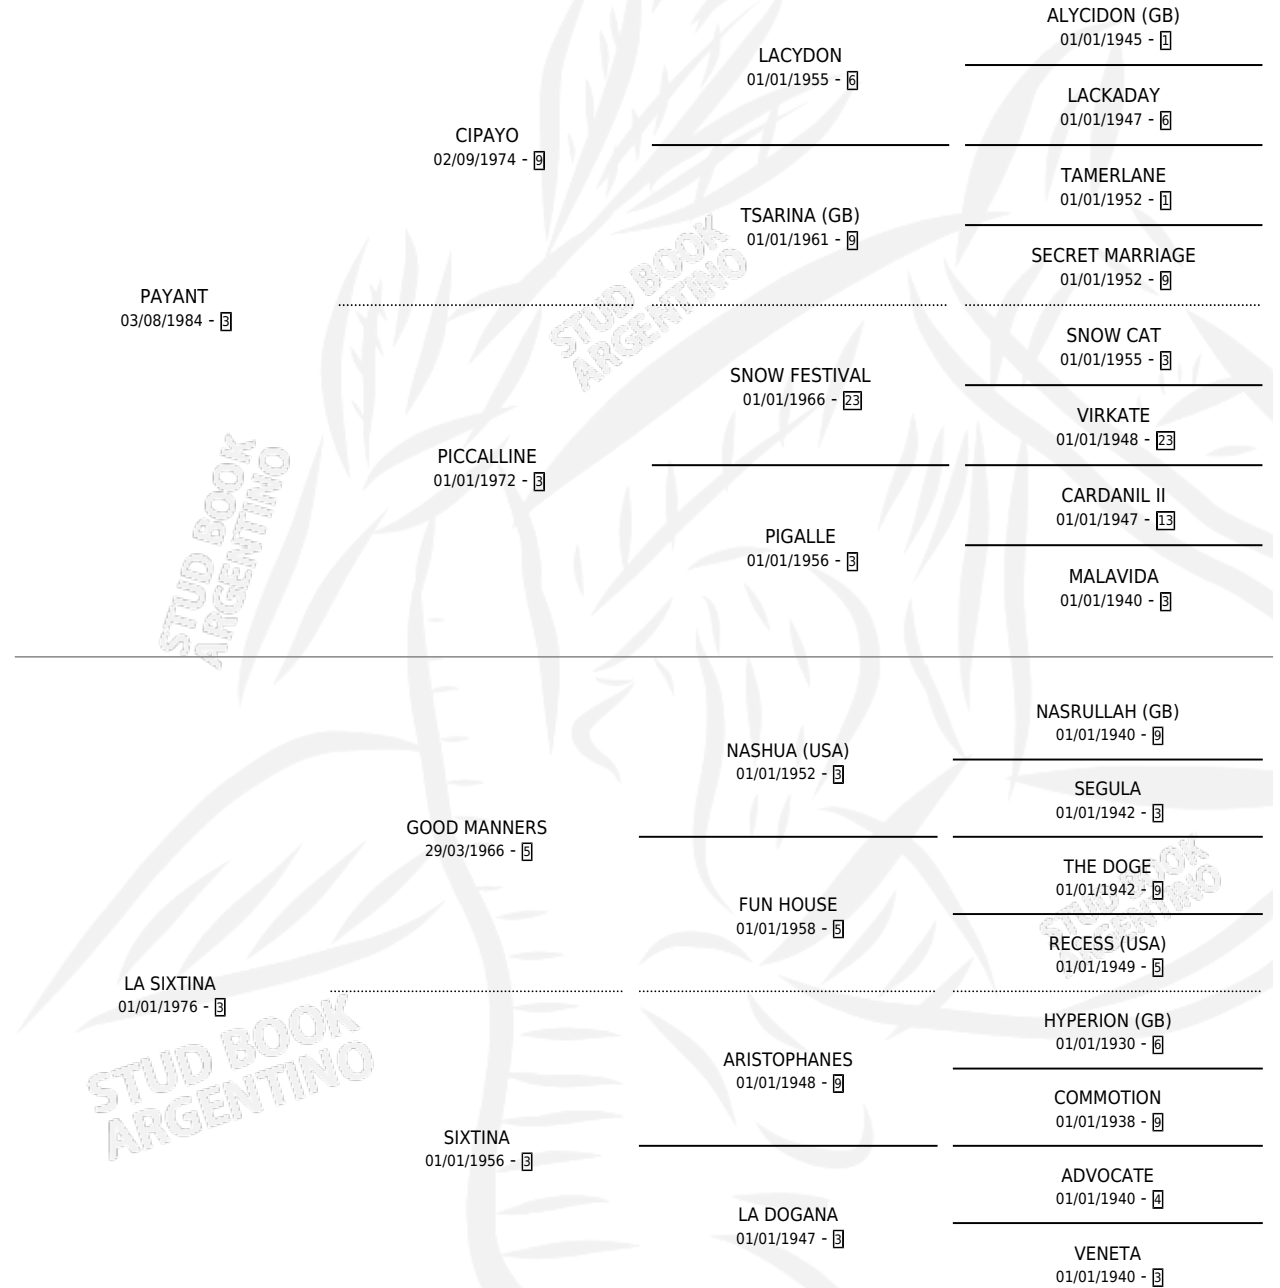 ALYCIDON (GB)
01/01/1945 - 1
LACYDON
01/01/1955 - 6
LACKADAY
01/01/1947 - 6
CIPAYO
02/09/1974 - 9
TAMERLANE
01/01/1952 - 1
TSARINA (GB)
01/01/1961 - 9
SECRET MARRIAGE
01/01/1952 - 9
PAYANT
03/08/1984 - 3
SNOW CAT
01/01/1955 - 3
SNOW FESTIVAL
01/01/1966 - 23
VIRKATE
01/01/1948 - 23
PICCALLINE
01/01/1972 - 3
CARDANIL II
01/01/1947 - 13
PIGALLE
01/01/1956 - 3
MALAVIDA
01/01/1940 - 3
NASRULLAH (GB)
01/01/1940 - 9
NASHUA (USA)
01/01/1952 - 3
SEGULA
01/01/1942 - 3
GOOD MANNERS
29/03/1966 - 5
THE DOGE
01/01/1942 - 9
FUN HOUSE
01/01/1958 - 5
RECESS (USA)
01/01/1949 - 5
LA SIXTINA
01/01/1976 - 3
HYPERION (GB)
01/01/1930 - 6
ARISTOPHANES
01/01/1948 - 9
COMMOTION
01/01/1938 - 9
SIXTINA
01/01/1956 - 3
ADVOCATE
01/01/1940 - 4
LA DOGANA
01/01/1947 - 3
VENETA
01/01/1940 - 3
STUD BOOK
ARGENTINO
STUD BOOK
ARGENTINO
STUD BOOK
ARGENTINO
STUD BOOK
ARGENTINO